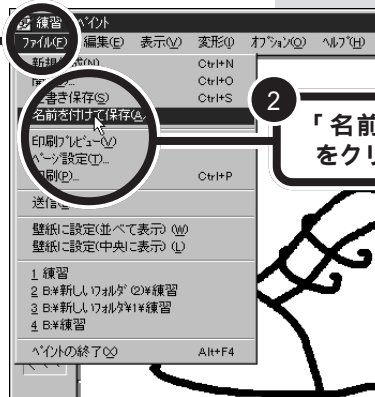 練習 ペイント
ファイル(F) 編集(E) 表示(V) 変形(I) オプション(O) ヘルプ(H)
新規 成(N) Ctrl+N
Ctrl+O
書き保存(S) Ctrl+S
名前を付けて保存(A)
印刷プレビュー(V)
ページ設定(T)...
印刷(P)... Ctrl+P
送信
壁紙に設定(並べて表示) (W)
壁紙に設定(中央に表示) (L)
1 練習
2 B:¥新しいフォルダ (2)¥練習
3 B:¥新しいフォルダ¥1¥練習
4 B:¥練習
ペイントの終了(X) Alt+F4
2
「名前
をクリ